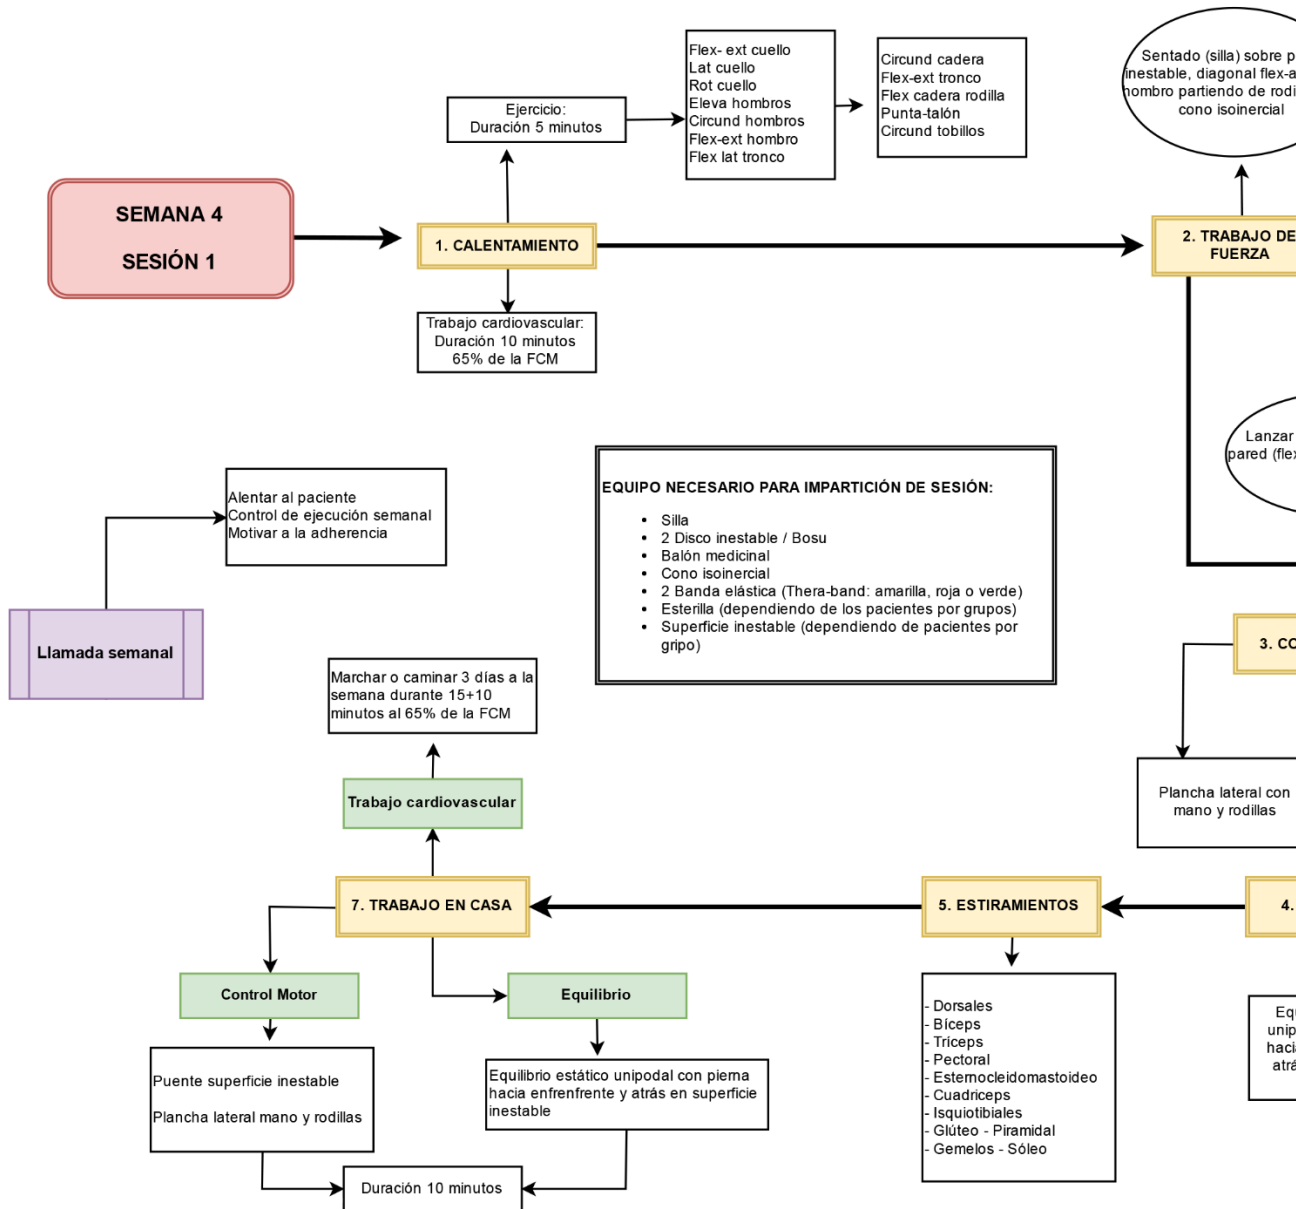 SEMANA 4
SESIÓN 1
1. CALENTAMIENTO
Ejercicio:
Duración 5 minutos
Flex- ext cuello
Lat cuello
Rot cuello
Eleva hombros
Circund hombros
Flex-ext hombro
Flex lat tronco
Circund cadera
Flex-ext tronco
Flex cadera rodilla
Punta-talón
Circund tobillos
Trabajo cardiovascular:
Duración 10 minutos
65% de la FCM
2. TRABAJO DE
FUERZA
Sentado (silla) sobre
inestable, diagonal
hombro partiendo de
cono isoinercial
Lanzar
pared
EQUIPO NECESARIO PARA IMPARTICIÓN DE SESIÓN:
• Silla
• 2 Disco inestable / Bosu
• Balón medicinal
• Cono isoinercial
• 2 Banda elástica (Thera-band: amarilla, roja o verde)
• Esterilla (dependiendo de los pacientes por grupos)
• Superficie inestable (dependiendo de pacientes por
gripo)
Alentar al paciente
Control de ejecución semanal
Motivar a la adherencia
Llamada semanal
3.
Plancha lateral con
mano y rodillas
4.
5. ESTIRAMIENTOS
- Dorsales
- Bíceps
- Tríceps
- Pectoral
- Esternocleidomastoideo
- Cuadriceps
- Isquiotibiales
- Glúteo - Piramidal
- Gemelos - Sóleo
7. TRABAJO EN CASA
Trabajo cardiovascular
Marchar o caminar 3 días a la
semana durante 15+10
minutos al 65% de la FCM
Control Motor
Puente superficie inestable
Plancha lateral mano y rodillas
Equilibrio
Equilibrio estático unipodal con pierna
hacia enfrenfrente y atrás en superficie
inestable
Duración 10 minutos